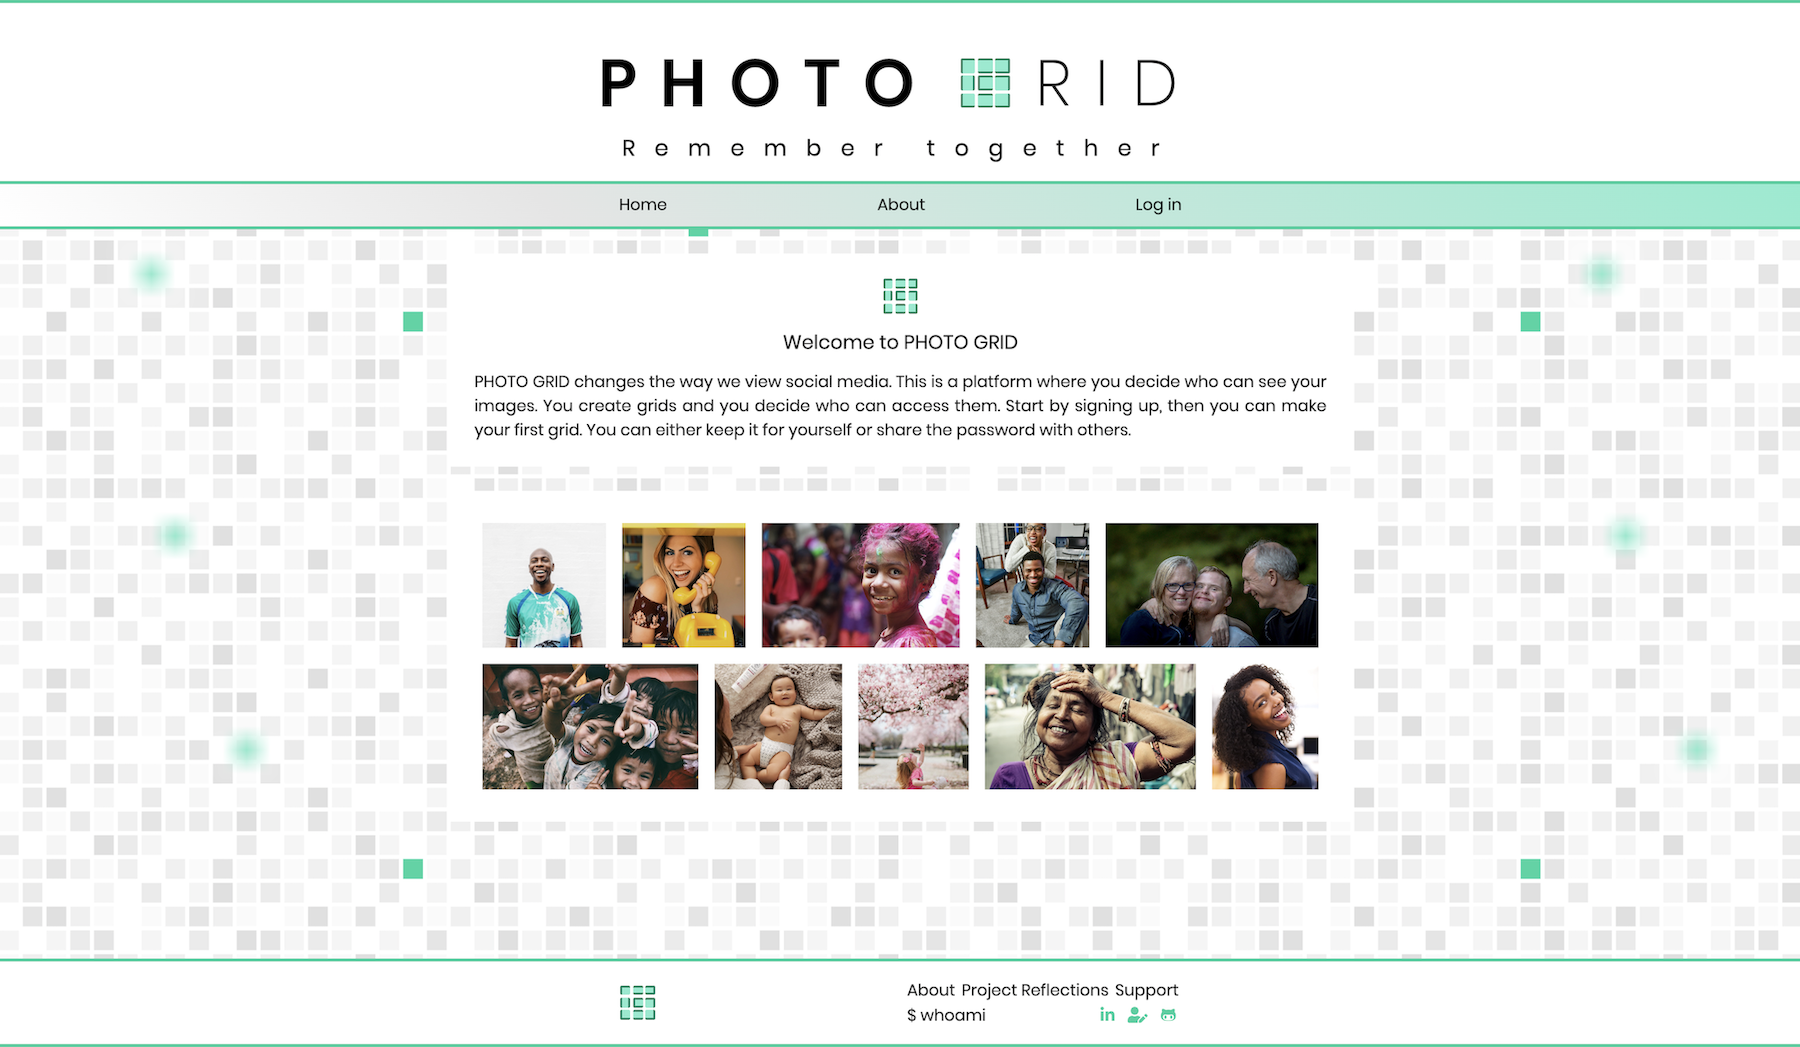 PHOTO RID
Remember together
Home About Log in
Welcome to PHOTO GRID
PHOTO GRID changes the way we view social media. This is a platform where you decide who can see your
images. You create grids and you decide who can access them. Start by signing up, then you can make
your first grid. You can either keep it for yourself or share the password with others.
About Project Reflections Support
$ whoami in